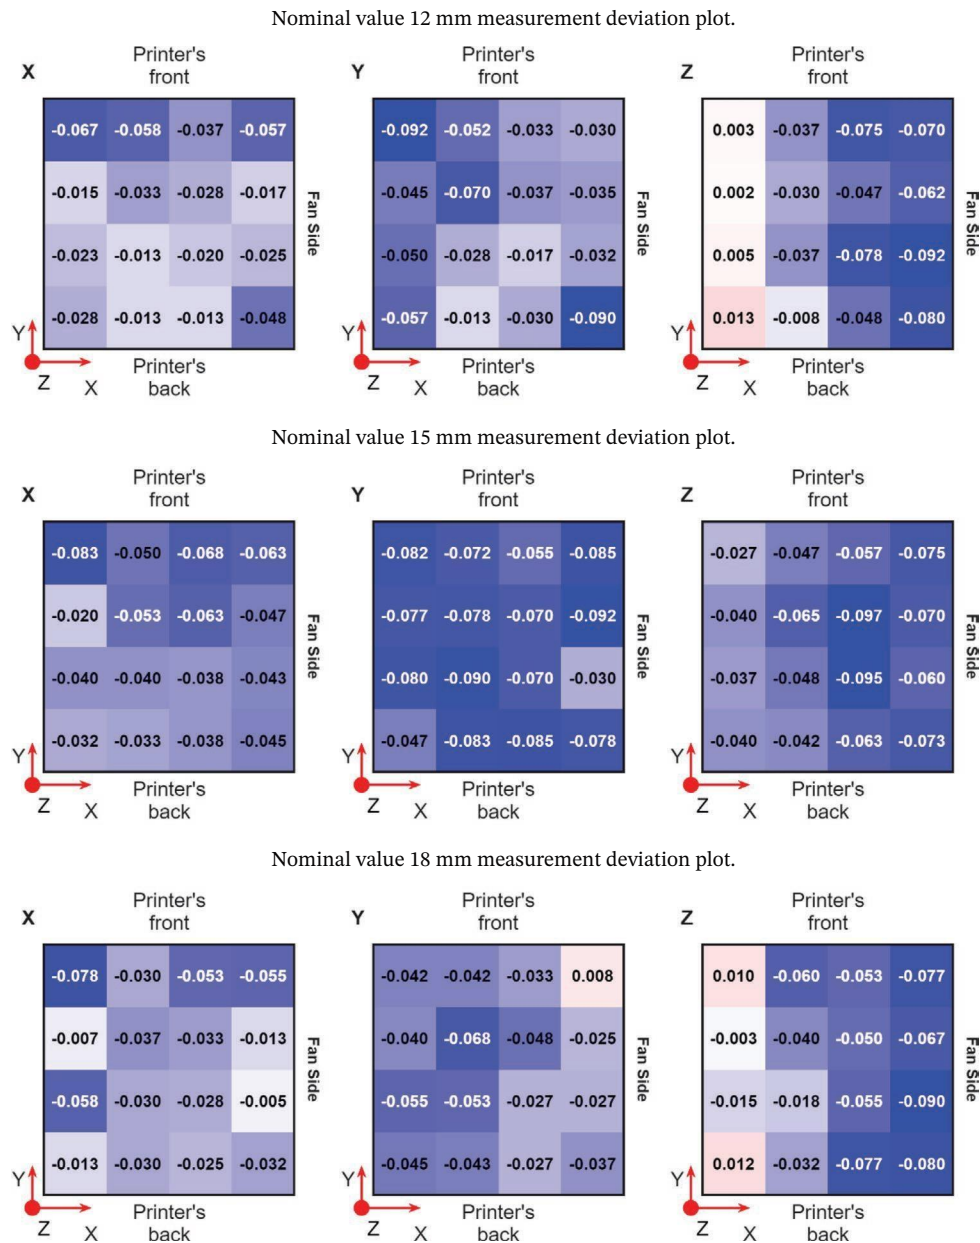 Nominal value 12 mm measurement deviation plot.
X Printer's front Y Printer's front Z Printer's front
-0.067 -0.058 -0.037 -0.057 -0.092 -0.052 -0.033 -0.030 0.003 -0.037 -0.075 -0.070
-0.015 -0.033 -0.028 -0.017 -0.045 -0.070 -0.037 -0.035 0.002 -0.030 -0.047 -0.062
Fan Side Fan Side Fan Side
-0.023 -0.013 -0.020 -0.025 -0.050 -0.028 -0.017 -0.032 0.005 -0.037 -0.078 -0.092
-0.028 -0.013 -0.013 -0.048 -0.057 -0.013 -0.030 -0.090 0.013 -0.008 -0.048 -0.080
Y Y Y
Z X Printer's back Z X Printer's back Z X Printer's back
Nominal value 15 mm measurement deviation plot.
X Printer's front Y Printer's front Z Printer's front
-0.083 -0.050 -0.068 -0.063 -0.082 -0.072 -0.055 -0.085 -0.027 -0.047 -0.057 -0.075
-0.020 -0.053 -0.063 -0.047 -0.077 -0.078 -0.070 -0.092 -0.040 -0.065 -0.097 -0.070
Fan Side Fan Side Fan Side
-0.040 -0.040 -0.038 -0.043 -0.080 -0.090 -0.070 -0.030 -0.037 -0.048 -0.095 -0.060
-0.032 -0.033 -0.038 -0.045 -0.047 -0.083 -0.085 -0.078 -0.040 -0.042 -0.063 -0.073
Y Y Y
Z X Printer's back Z X Printer's back Z X Printer's back
Nominal value 18 mm measurement deviation plot.
X Printer's front Y Printer's front Z Printer's front
-0.078 -0.030 -0.053 -0.055 -0.042 -0.042 -0.033 0.008 0.010 -0.060 -0.053 -0.077
-0.007 -0.037 -0.033 -0.013 -0.040 -0.068 -0.048 -0.025 -0.003 -0.040 -0.050 -0.067
Fan Side Fan Side Fan Side
-0.058 -0.030 -0.028 -0.005 -0.055 -0.053 -0.027 -0.027 -0.015 -0.018 -0.055 -0.090
-0.013 -0.030 -0.025 -0.032 -0.045 -0.043 -0.027 -0.037 0.012 -0.032 -0.077 -0.080
Y Y Y
Z X Printer's back Z X Printer's back Z X Printer's back